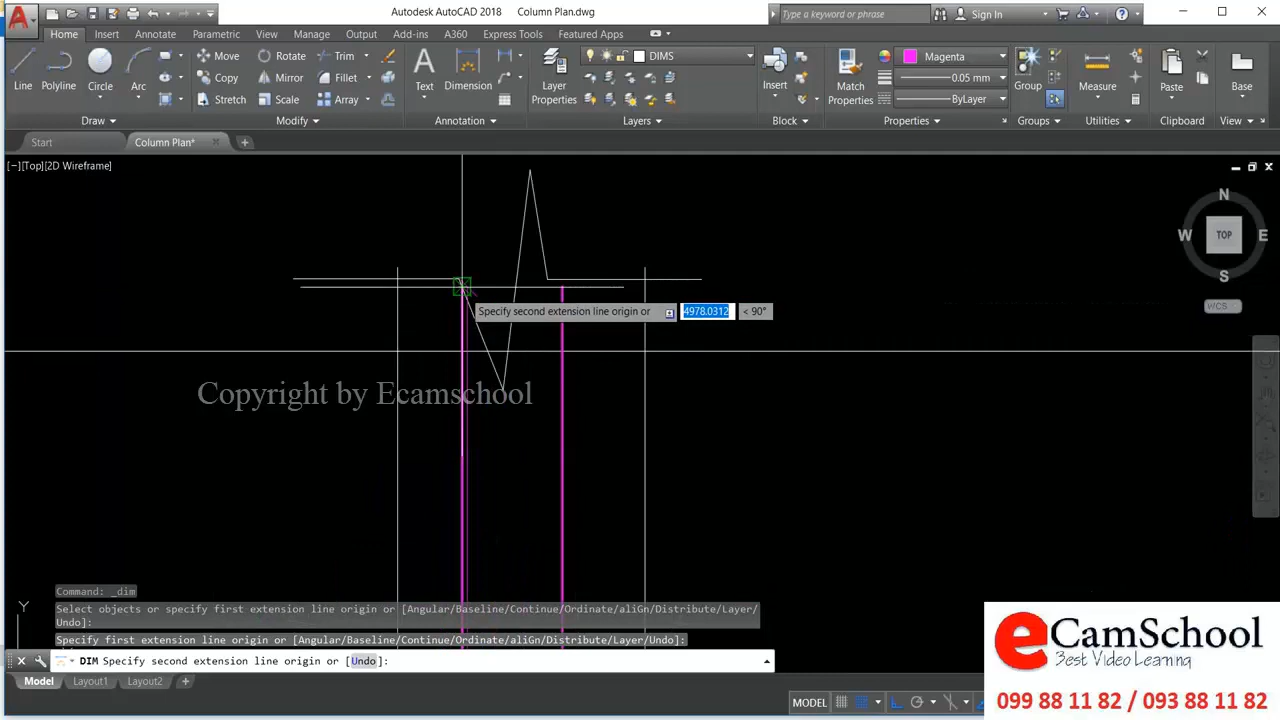 Autodesk AutoCAD 2018 Column Plan.dwg
Type a keyword or phrase
Sign In
Home Insert Annotate Parametric View Manage Output Add-ins A360 Express Tools Featured Apps
Line Polyline Circle Arc
Move Rotate Trim
Copy Mirror Fillet
Stretch Scale Array
Text Dimension
Layer Properties
DIMS
Insert
Match Properties
Magenta
0.05 mm
ByLayer
Group
Measure
Paste
Base
Draw Modify Annotation Layers Block Properties Groups Utilities Clipboard View
Start Column Plan*
[−][Top][2D Wireframe]
N
W TOP E
S
WCS
Specify second extension line origin or 4978.0312 < 90°
Copyright by Ecamschool
Command: _dim
Select objects or specify first extension line origin or [Angular/Baseline/Continue/Ordinate/aliGn/Distribute/Layer/
Undo]:
Specify first extension line origin or [Angular/Baseline/Continue/Ordinate/aliGn/Distribute/Layer/Undo]:
DIM Specify second extension line origin or [Undo]:
Y
Model Layout1 Layout2
MODEL
eCamSchool
Best Video Learning
099 88 11 82 / 093 88 11 82